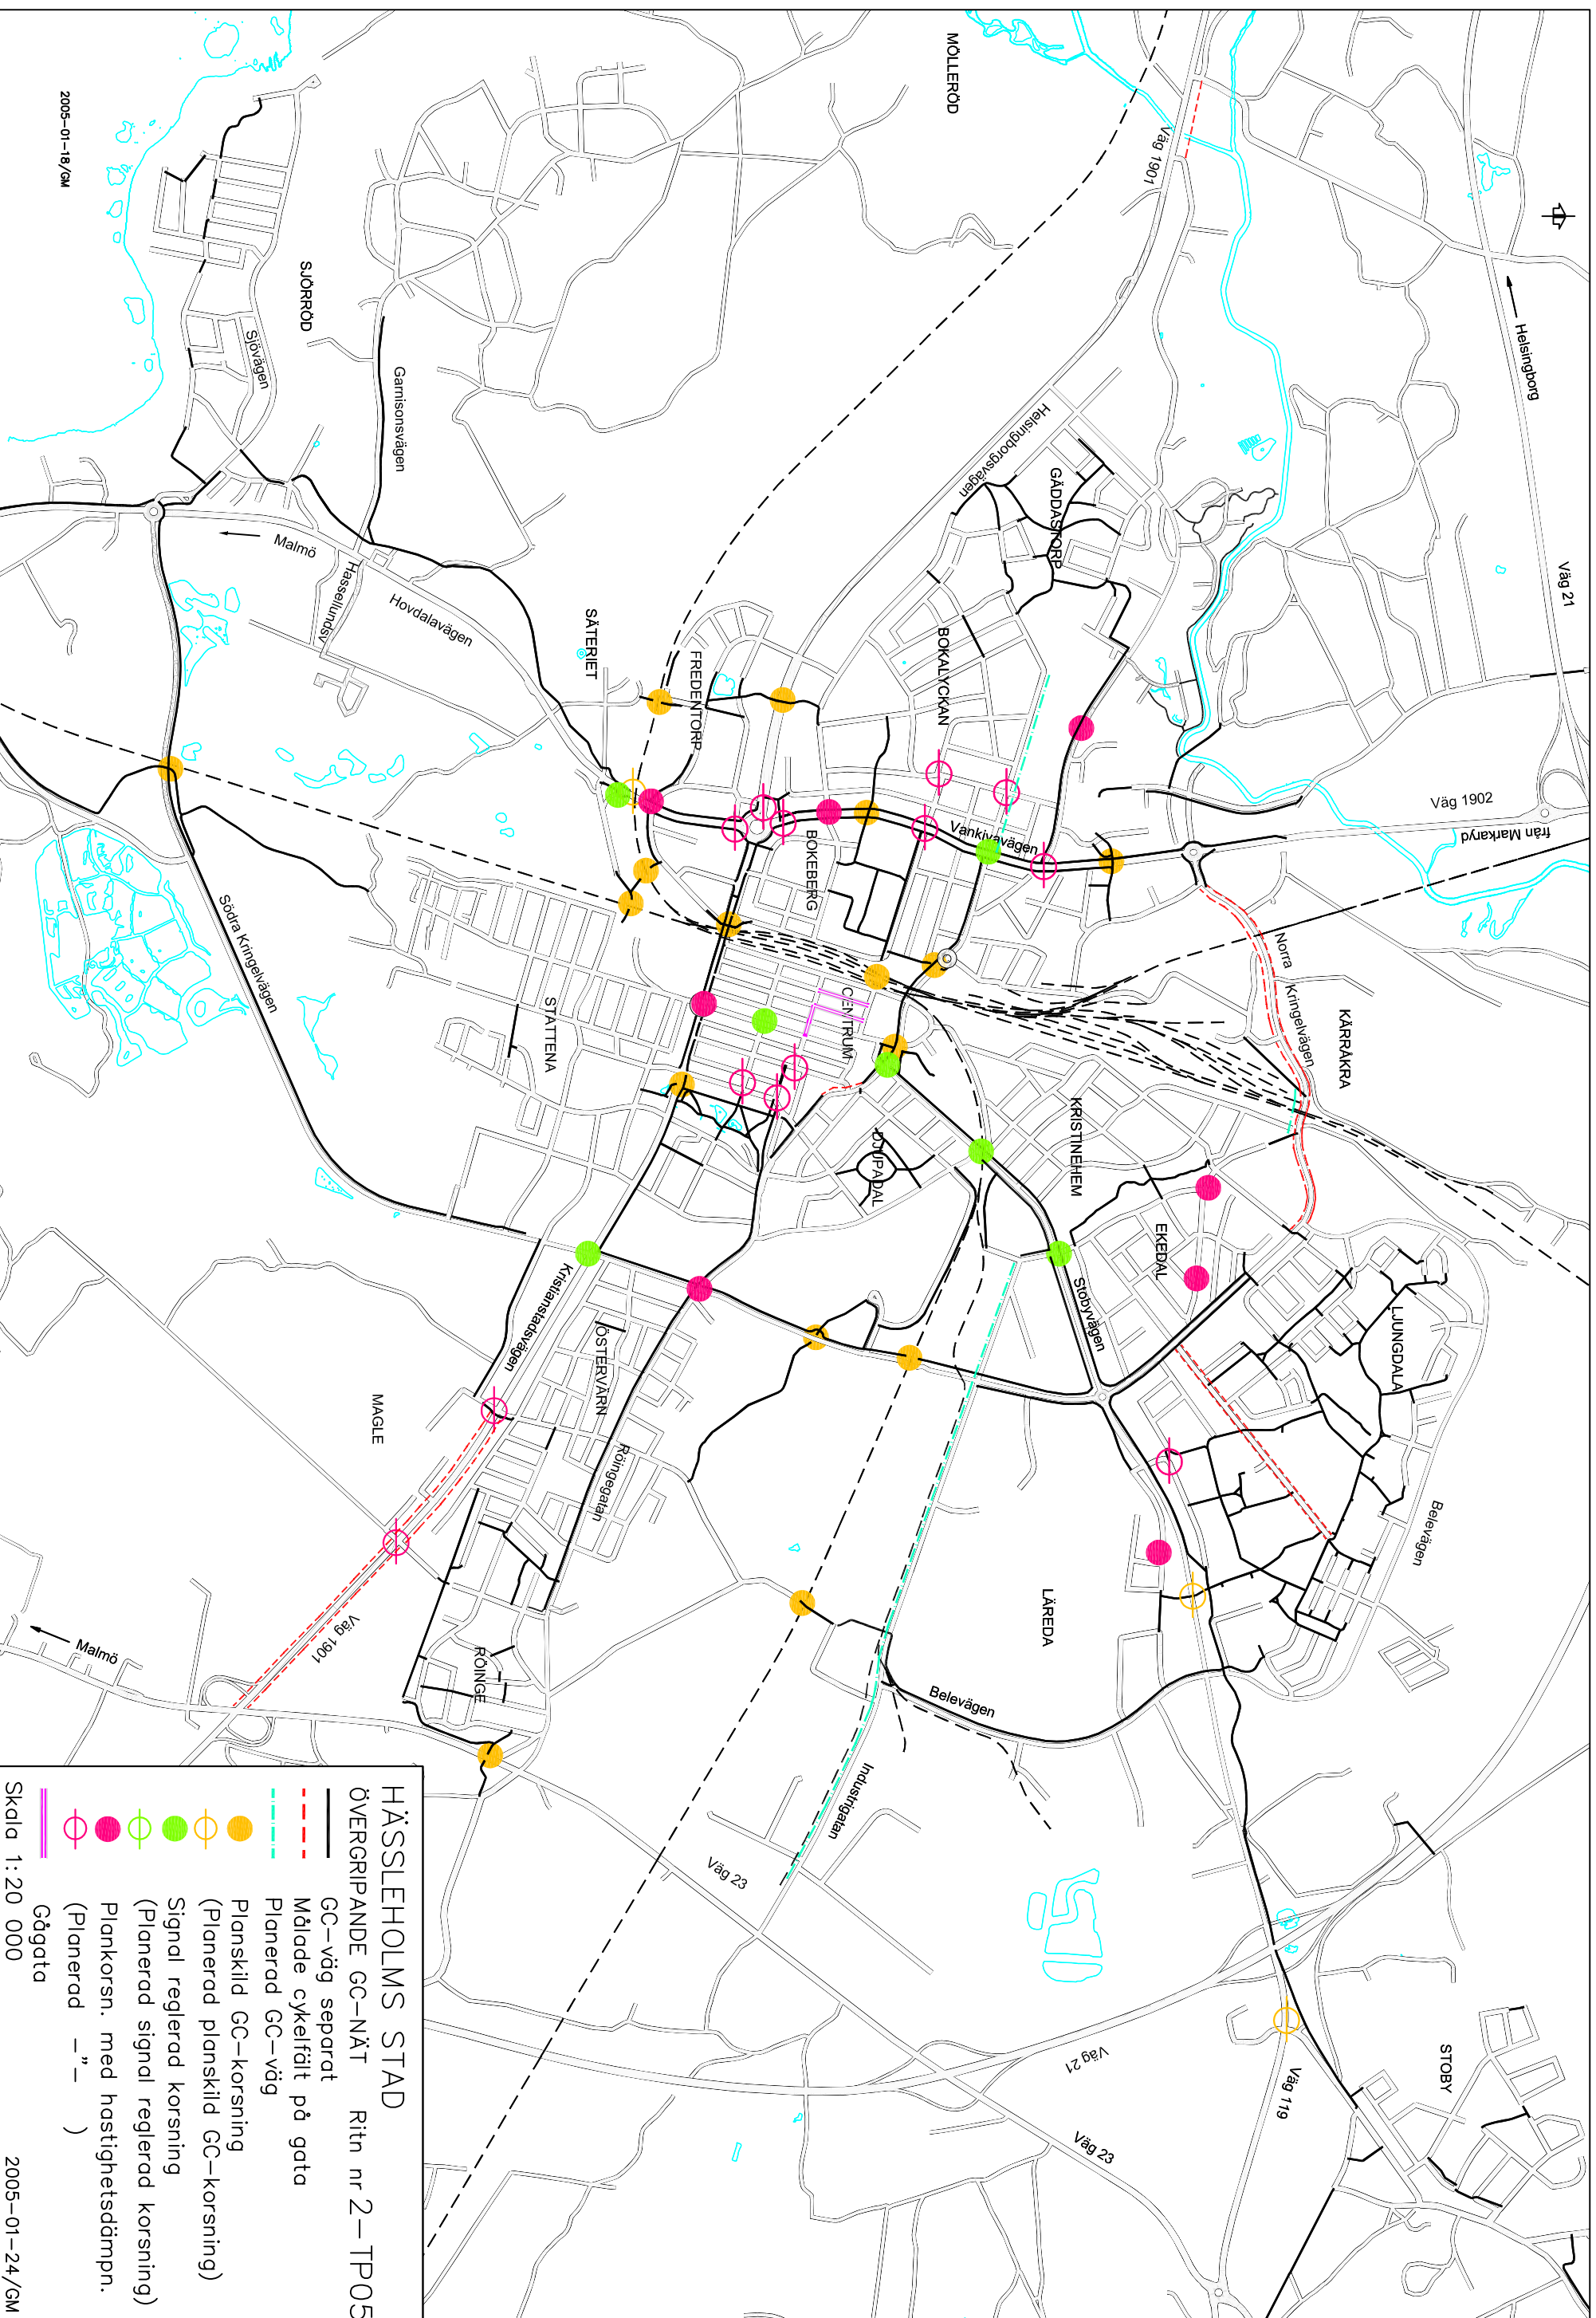 Helsingborg
Väg 21
MÖLLERÖD
Väg 1901
Väg 1902
från Markaryd
Helsingborgsvägen
GÄDDASTORP
BOKALYCKAN
Vankivavägen
BOKEBERG
Norra Kringelvägen
KÄRRÅKRA
SJÖRRÖD
Sjövägen
Garnisonsvägen
Malmö
Hassellundsv
Hovdalavägen
SÄTERIET
FREDENTORP
CENTRUM
STATTENA
Södra Kringelvägen
KRISTINEHEM
DJUPADAL
EKEDAL
Stobyvägen
LJUNGDALA
Belevägen
Kristianstadsvägen
ÖSTERVÄRN
Röingegatan
MAGLE
LÄREDA
Belevägen
Industrigatan
Väg 1901
RÖINGE
Malmö
Väg 23
Väg 21
Väg 23
Väg 119
STOBY
2005-01-18/GM
HÄSSLEHOLMS STAD
ÖVERGRIPANDE GC-NÄT Ritn nr 2-TP05
GC-väg separat
Målade cykelfält på gata
Planerad GC-väg
Planskild GC-korsning
(Planerad planskild GC-korsning)
Signal reglerad korsning
(Planerad signal reglerad korsning)
Plankorsn. med hastighetsdämpn.
(Planerad -"- )
Gågata
Skala 1:20 000 2005-01-24/GM